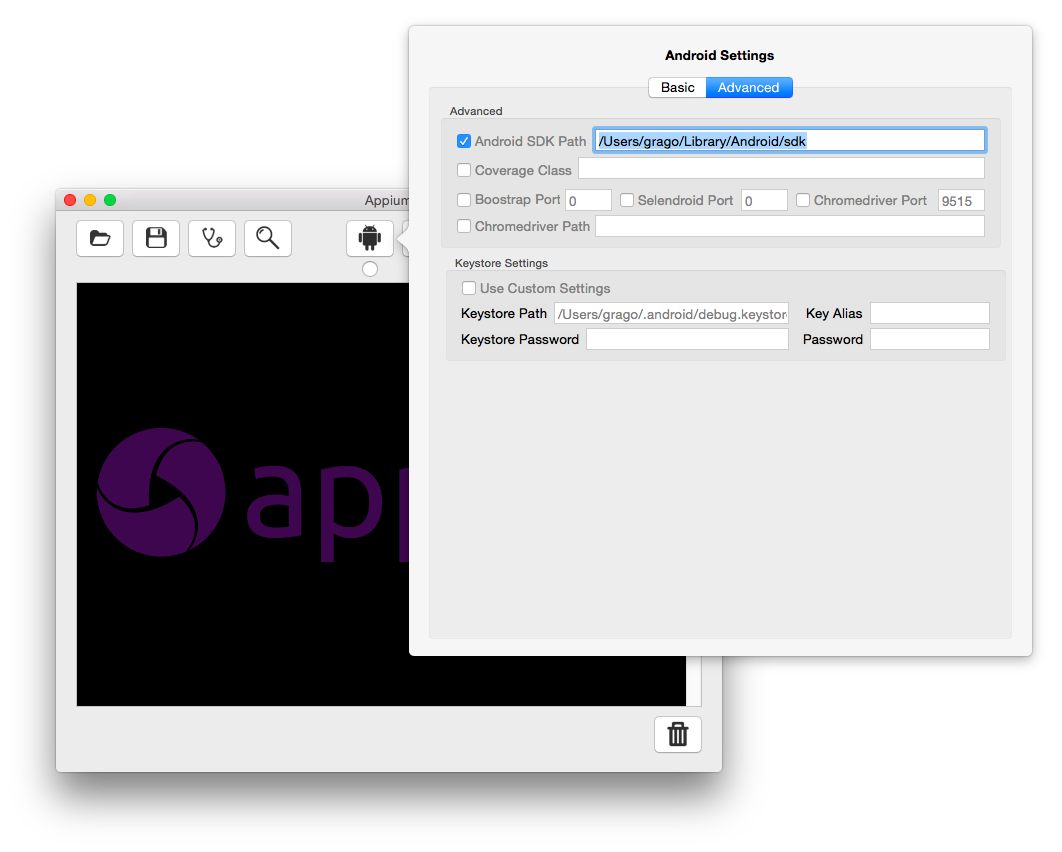 Android Settings
Basic Advanced
Advanced
Android SDK Path /Users/grago/Library/Android/sdk
Coverage Class
Boostrap Port 0 Selendroid Port 0 Chromedriver Port 9515
Chromedriver Path
Keystore Settings
Use Custom Settings
Keystore Path /Users/grago/.android/debug.keystor Key Alias
Keystore Password Password
Appium
app